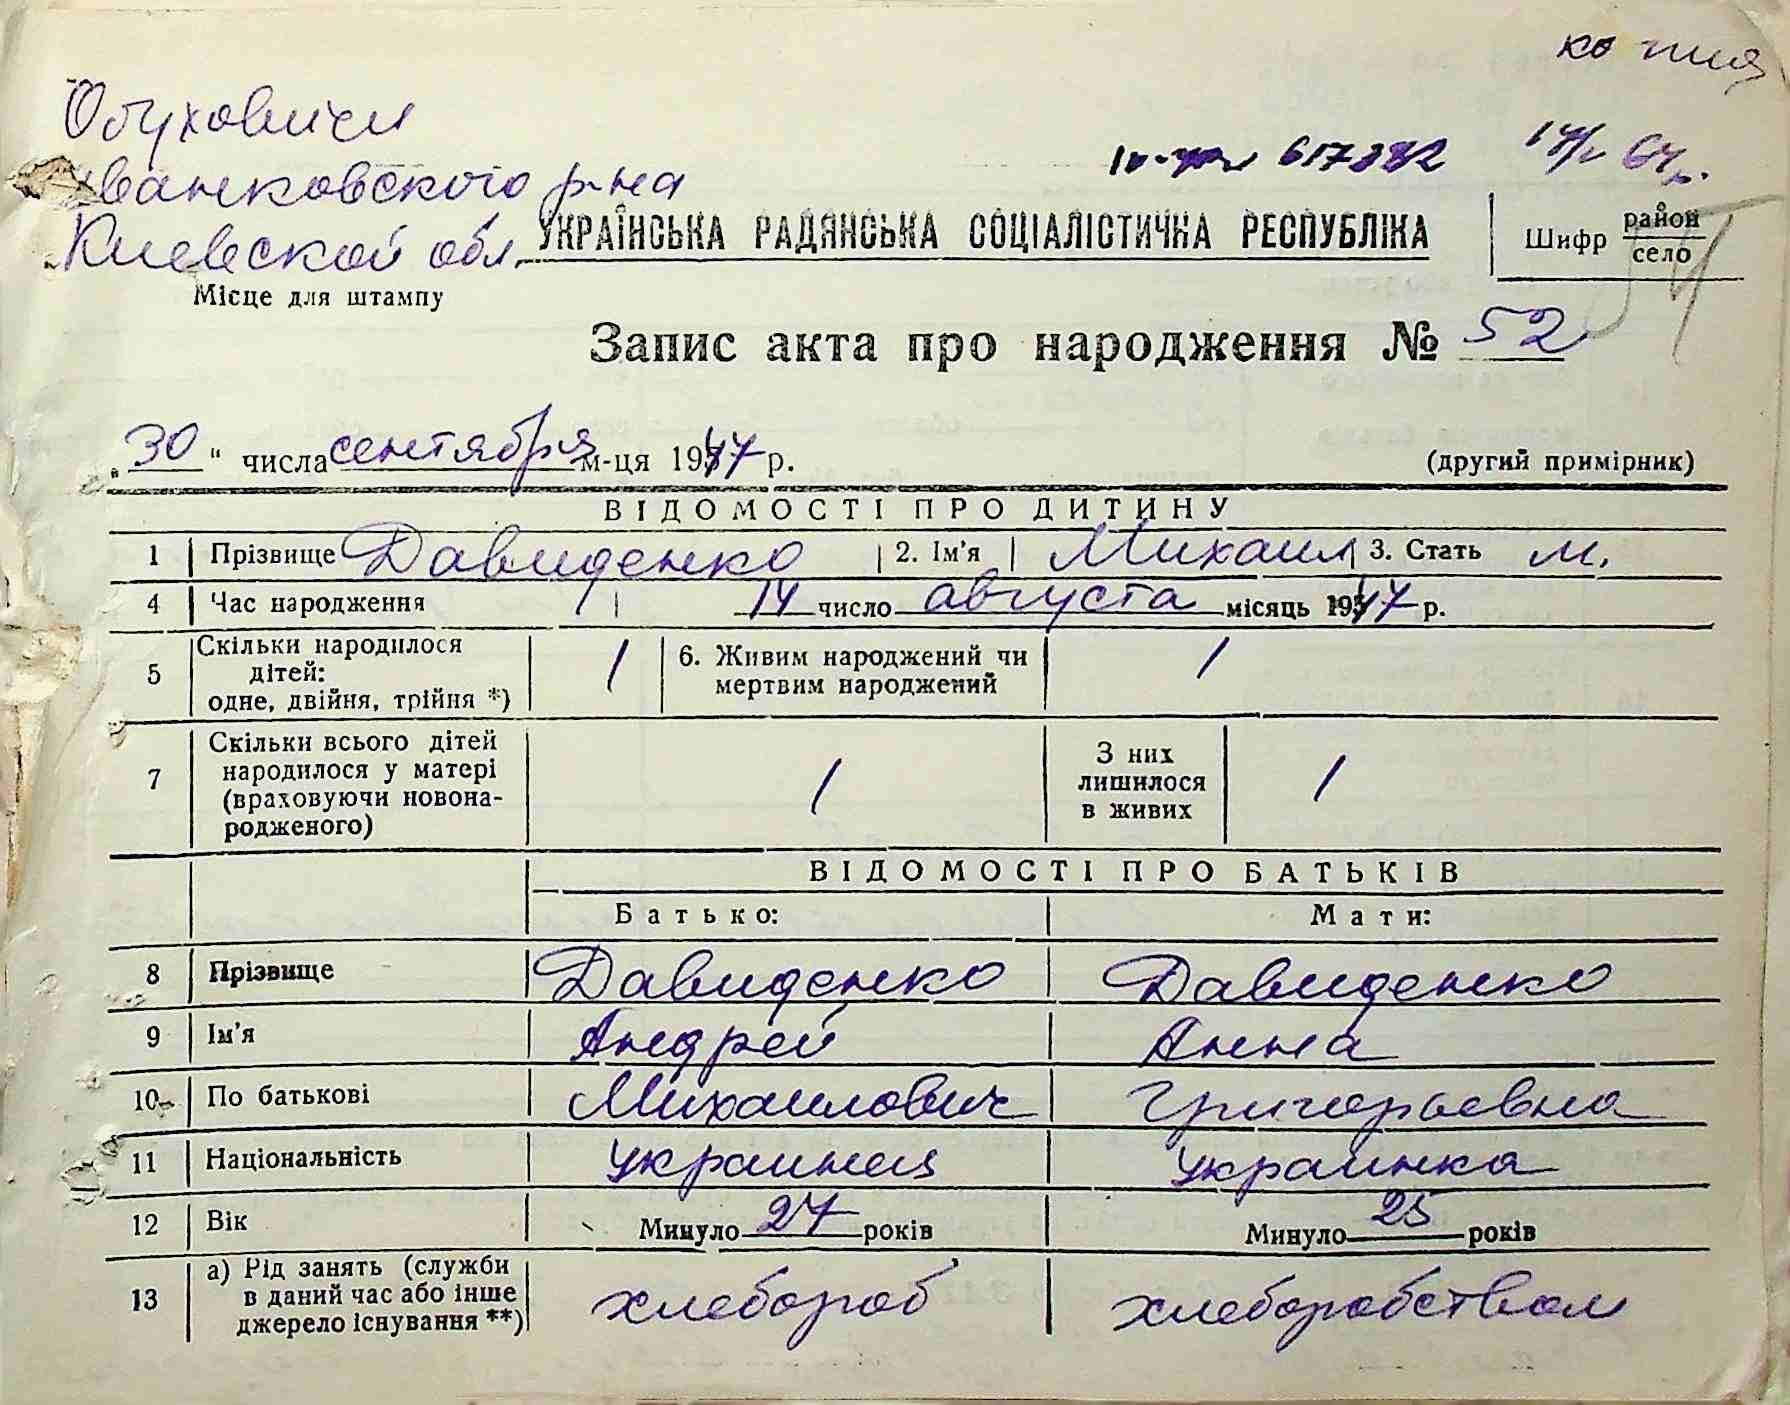 копия
Обуховичи
Иванковского р-на
Киевской обл.
617382
УКРАЇНСЬКА РАДЯНСЬКА СОЦІАЛІСТИЧНА РЕСПУБЛІКА
Шифр район
село
Місце для штампу
Запис акта про народження № 52
„30“ числа сентября м-ця 1947 р.
(другий примірник)
ВІДОМОСТІ ПРО ДИТИНУ
1 Прізвище Давиденко 2. Ім'я Михаил 3. Стать м.
4 Час народження 14 число августа місяць 1947 р.
5 Скільки народилося
дітей:
одне, двійня, трійня *)
1
6. Живим народжений чи
мертвим народжений
1
7 Скільки всього дітей
народилося у матері
(враховуючи новона-
родженого)
1
З них
лишилося
в живих
1
ВІДОМОСТІ ПРО БАТЬКІВ
Батько: Мати:
8 Прізвище Давиденко Давиденко
9 Ім'я Андрей Анна
10 По батькові Михаилович Григорьевна
11 Національність украинец украинка
12 Вік Минуло 27 років Минуло 25 років
13 а) Рід занять (служби
в даний час або інше
джерело існування **)
хлебороб хлеборобством